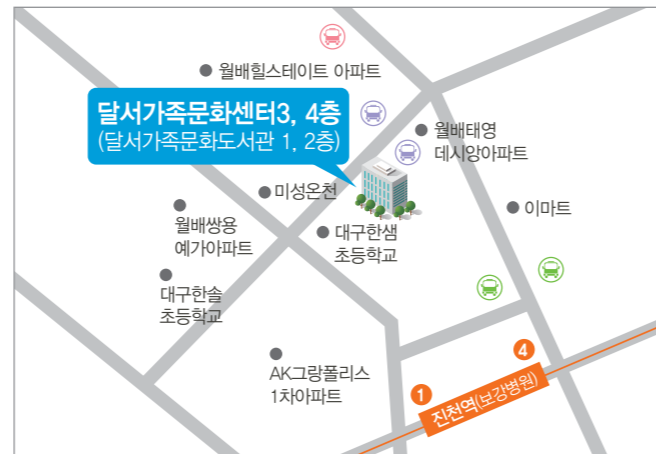 월배힐스테이트 아파트
달서가족문화센터3, 4층
(달서가족문화도서관 1, 2층)
월배태영
데시앙아파트
미성온천
이마트
월배쌍용
예가아파트
대구한샘
초등학교
대구한솔
초등학교
AK그랑폴리스
1차아파트
4
1
진천역(보강병원)